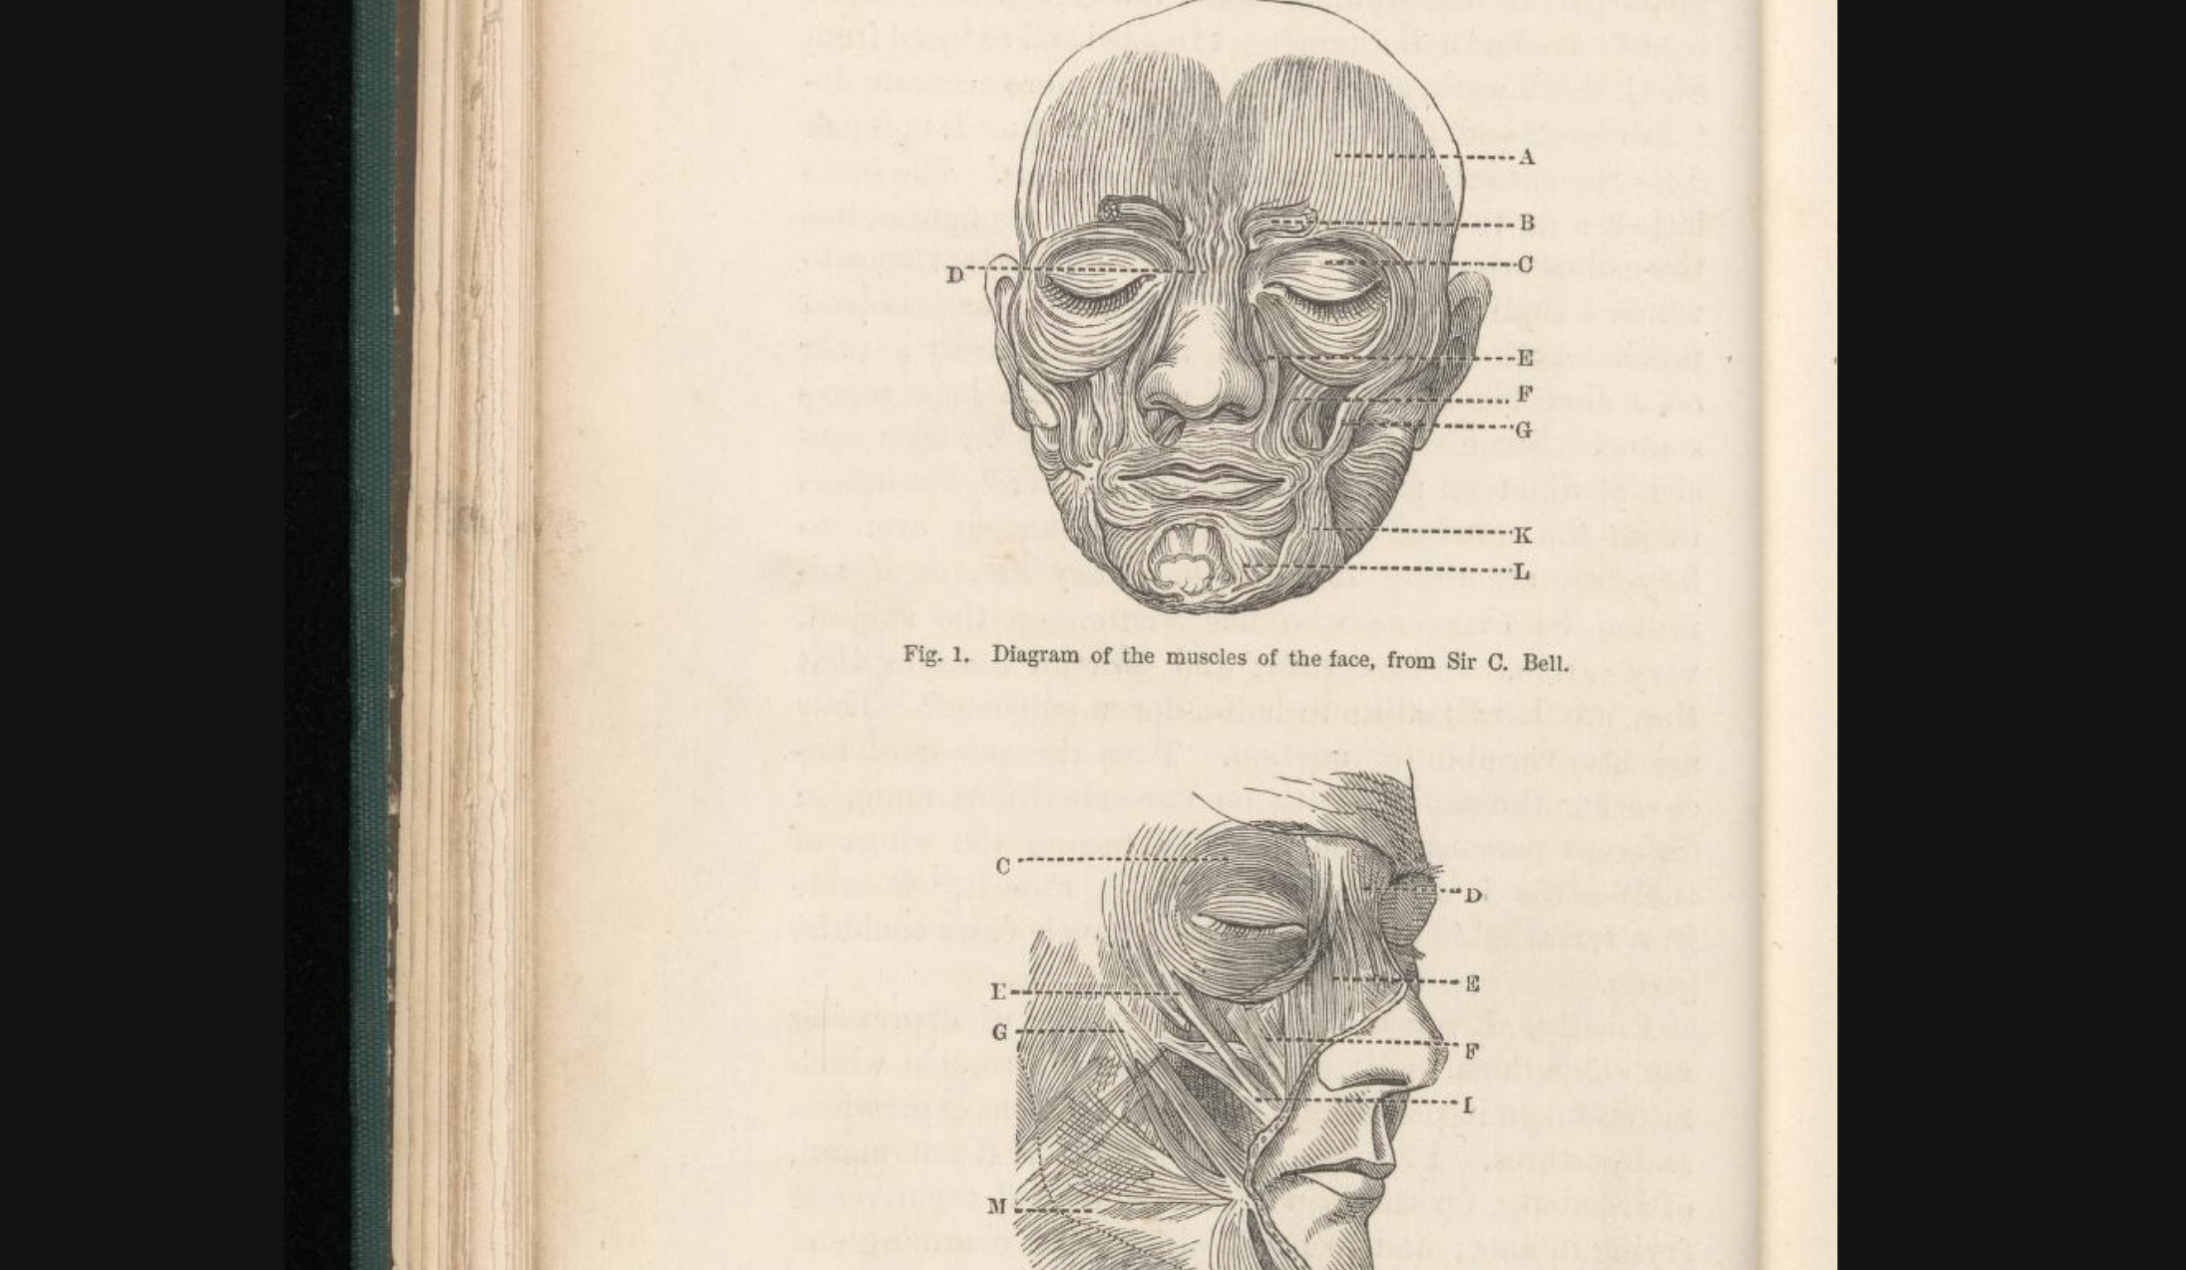 A
B
C
D
E
F
G
K
L
Fig. 1. Diagram of the muscles of the face, from Sir C. Bell.
C
D
E
E
G
F
I
M